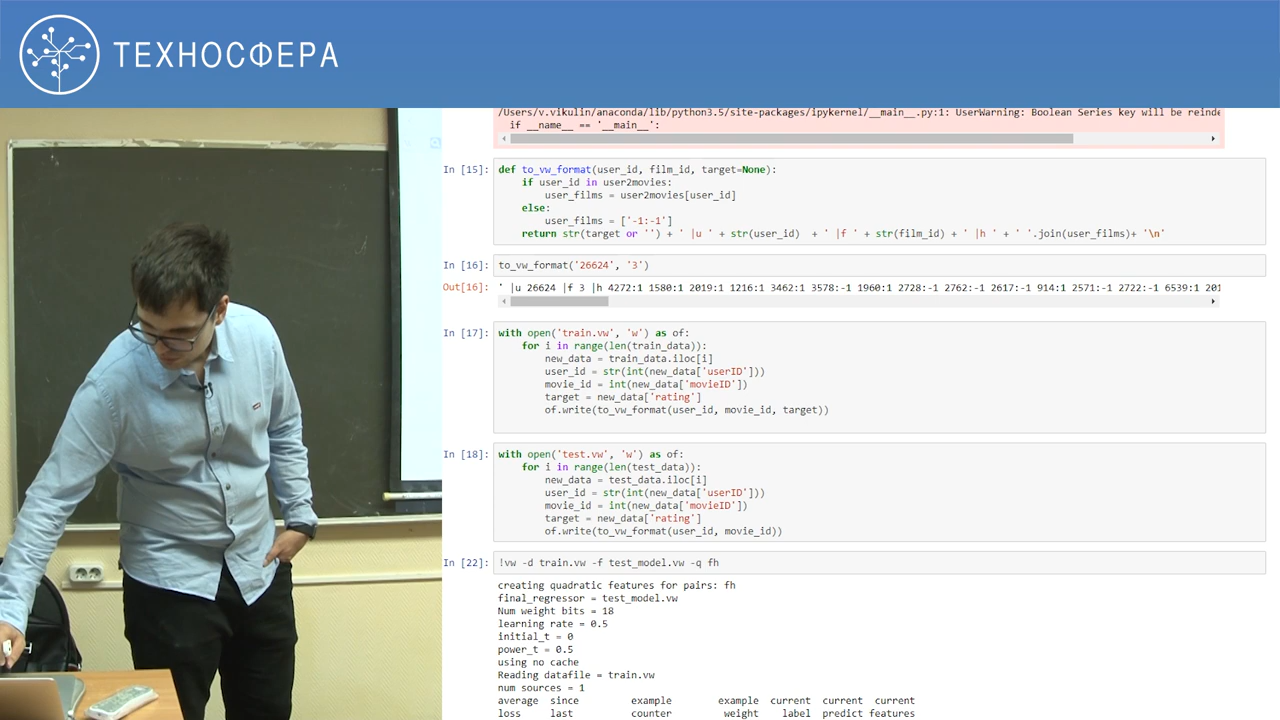 ТЕХНОСФЕРА
/Users/v.vikulin/anaconda/lib/python3.5/site-packages/ipykernel/__main__.py:1: UserWarning: Boolean Series key will be reinde
if __name__ == '__main__':
In [15]: def to_vw_format(user_id, film_id, target=None):
if user_id in user2movies:
user_films = user2movies[user_id]
else:
user_films = ['-1:-1']
return str(target or '') + ' |u ' + str(user_id)  + ' |f ' + str(film_id) + ' |h ' + ' '.join(user_films)+ '\n'
In [16]: to_vw_format('26624', '3')
Out[16]: ' |u 26624 |f 3 |h 4272:1 1580:1 2019:1 1216:1 3462:1 3578:-1 1960:1 2728:-1 2762:-1 2617:-1 914:1 2571:-1 2722:-1 6539:1 201
In [17]: with open('train.vw', 'w') as of:
for i in range(len(train_data)):
new_data = train_data.iloc[i]
user_id = str(int(new_data['userID']))
movie_id = int(new_data['movieID'])
target = new_data['rating']
of.write(to_vw_format(user_id, movie_id, target))
In [18]: with open('test.vw', 'w') as of:
for i in range(len(test_data)):
new_data = test_data.iloc[i]
user_id = str(int(new_data['userID']))
movie_id = int(new_data['movieID'])
target = new_data['rating']
of.write(to_vw_format(user_id, movie_id))
In [22]: !vw -d train.vw -f test_model.vw -q fh
creating quadratic features for pairs: fh
final_regressor = test_model.vw
Num weight bits = 18
learning rate = 0.5
initial_t = 0
power_t = 0.5
using no cache
Reading datafile = train.vw
num sources = 1
average since example example current current current
loss last counter weight label predict features